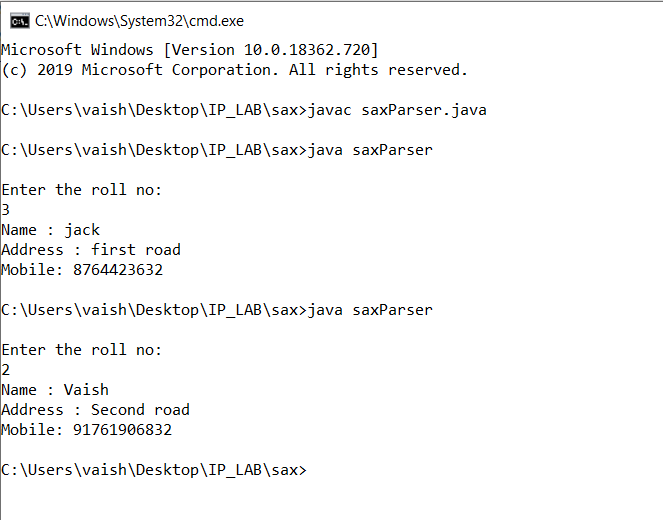 C:\Windows\System32\cmd.exe
Microsoft Windows [Version 10.0.18362.720]
(c) 2019 Microsoft Corporation. All rights reserved.
C:\Users\vaish\Desktop\IP_LAB\sax>javac saxParser.java
C:\Users\vaish\Desktop\IP_LAB\sax>java saxParser
Enter the roll no:
3
Name : jack
Address : first road
Mobile: 8764423632
C:\Users\vaish\Desktop\IP_LAB\sax>java saxParser
Enter the roll no:
2
Name : Vaish
Address : Second road
Mobile: 91761906832
C:\Users\vaish\Desktop\IP_LAB\sax>